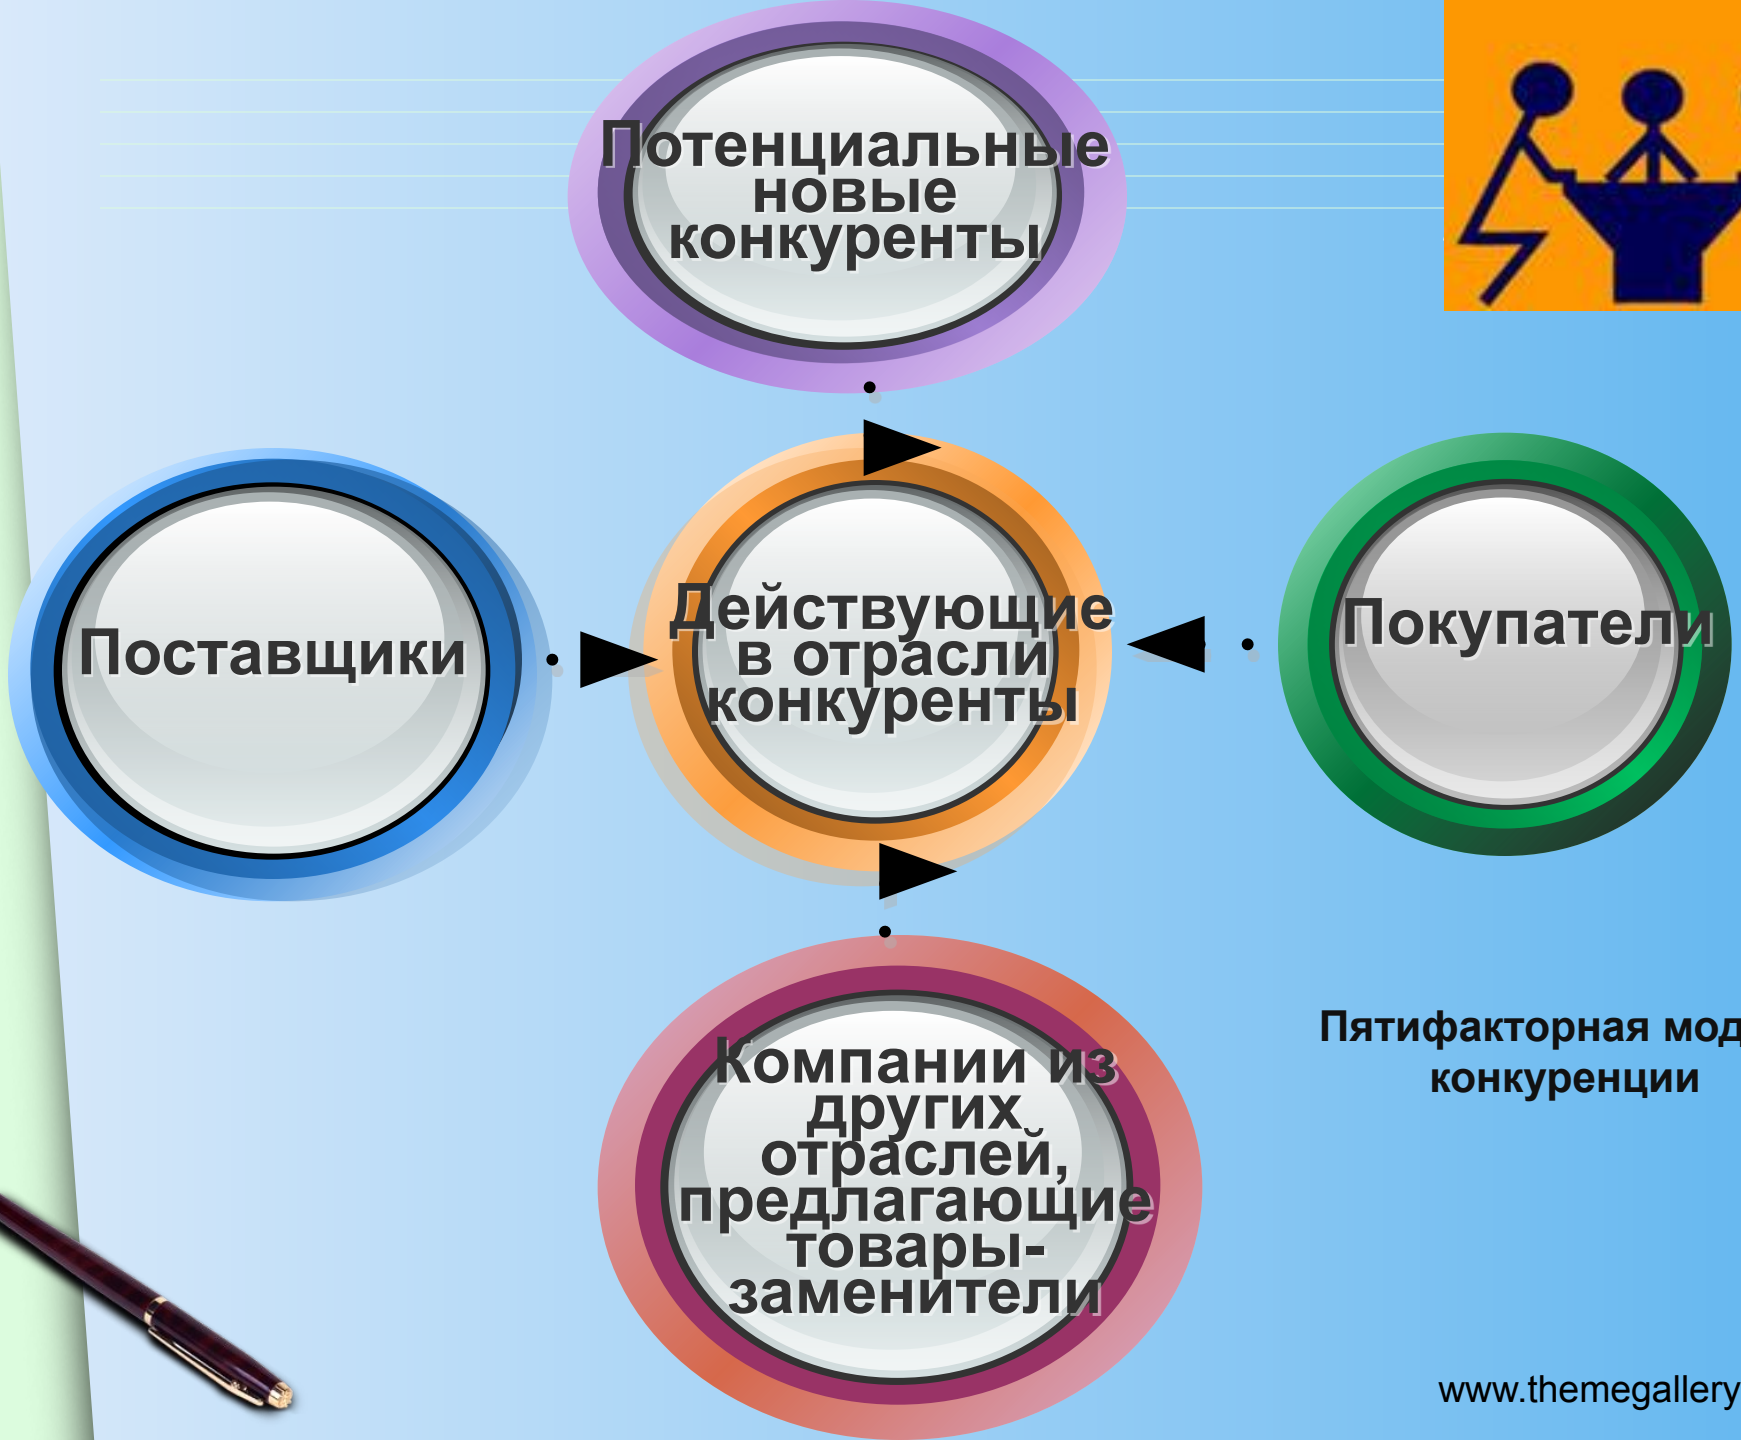 Потенциальные
новые
конкуренты
Поставщики
Действующие
в отрасли
конкуренты
Покупатели
Компании из
других
отраслей,
предлагающие
товары-
заменители
Пятифакторная
конкуренции
www.themegallery